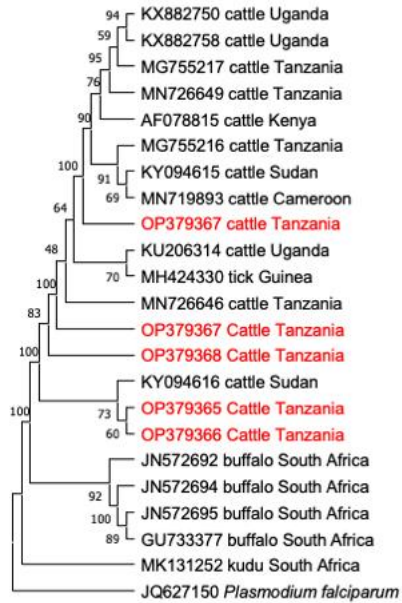 94 KX882750 cattle Uganda
59 KX882758 cattle Uganda
95 MG755217 cattle Tanzania
76 MN726649 cattle Tanzania
90 AF078815 cattle Kenya
MG755216 cattle Tanzania
100 91 KY094615 cattle Sudan
69 MN719893 cattle Cameroon
64 OP379367 cattle Tanzania
48 KU206314 cattle Uganda
70 MH424330 tick Guinea
100 MN726646 cattle Tanzania
83 OP379367 Cattle Tanzania
100 OP379368 Cattle Tanzania
KY094616 cattle Sudan
100 73 OP379365 Cattle Tanzania
60 OP379366 Cattle Tanzania
JN572692 buffalo South Africa
92 JN572694 buffalo South Africa
100 JN572695 buffalo South Africa
89 GU733377 buffalo South Africa
MK131252 kudu South Africa
JQ627150 Plasmodium falciparum